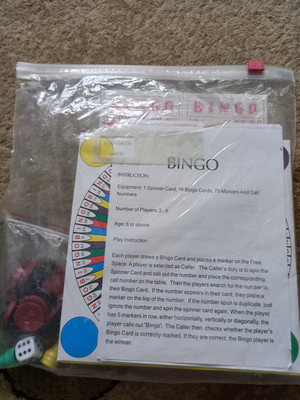 BINGO
BINGO
BINGO
INSTRUCTION
Equipment: 1 Spinner Card, 16 Bingo Cards, 75 Markers And Call
Numbers
Number of Players: 2 - 8
Age: 6 or above
Play Instruction
Each player draws a Bingo Card and places a marker on the Free
Space. A player is selected as Caller. The Caller's duty is to spin the
Spinner Card and call out the number and place the corresponding
call number on the table. Then the players search for the number in
their Bingo Card. If the number appears in their card, they place a
marker on the top of the number. If the number spun is duplicate, just
ignore the number and spin the spinner card again. When the player
has 5 markers in row, either horizontally, vertically or diagonally, the
player calls out "Bingo". The Caller then checks whether the player's
Bingo Card is correctly marked. If they are correct, the Bingo player is
the winner.